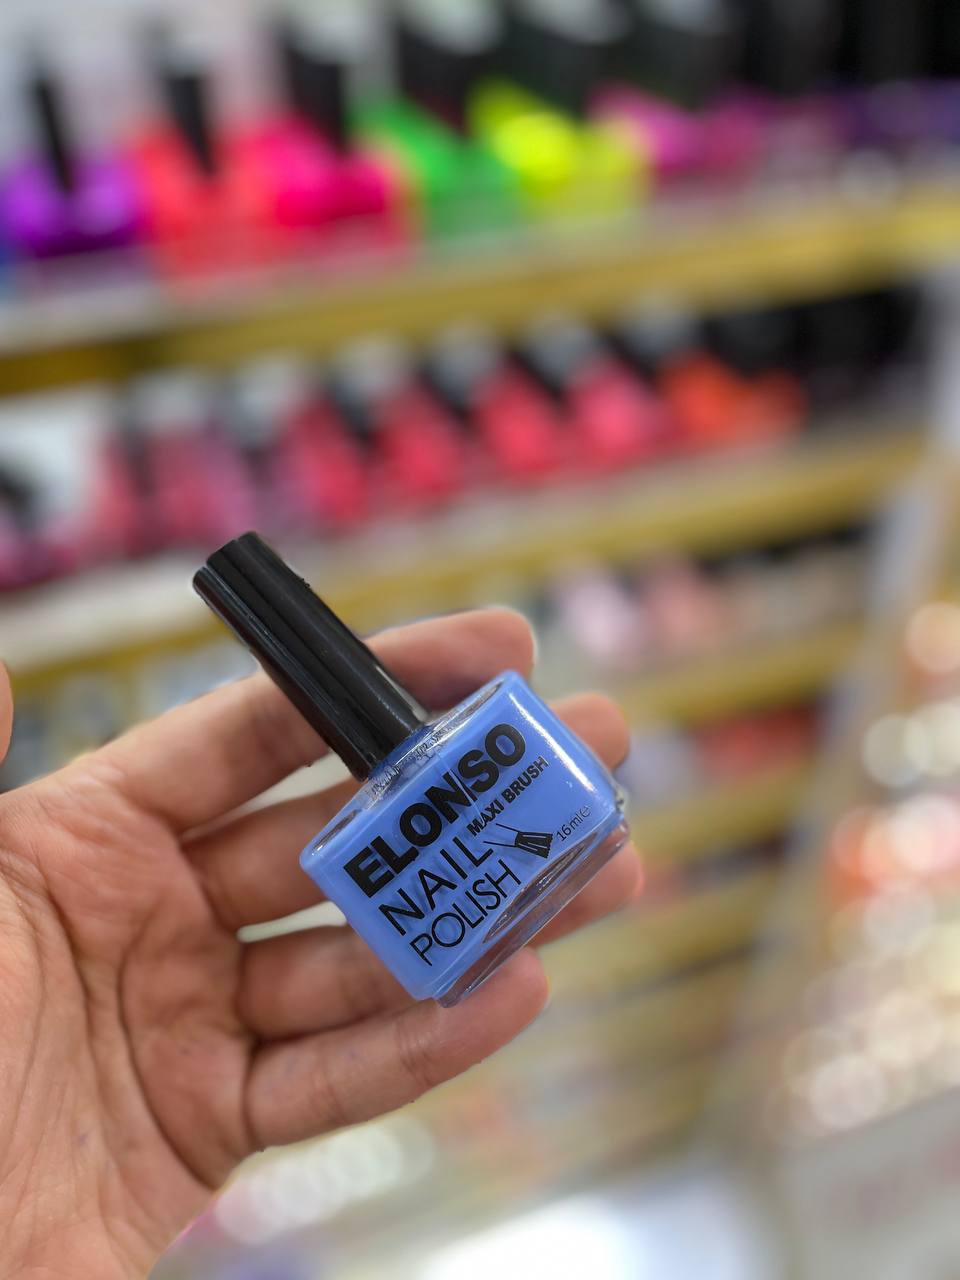 ELONSO
MAXI BRUSH
NAIL
POLISH
16ml e